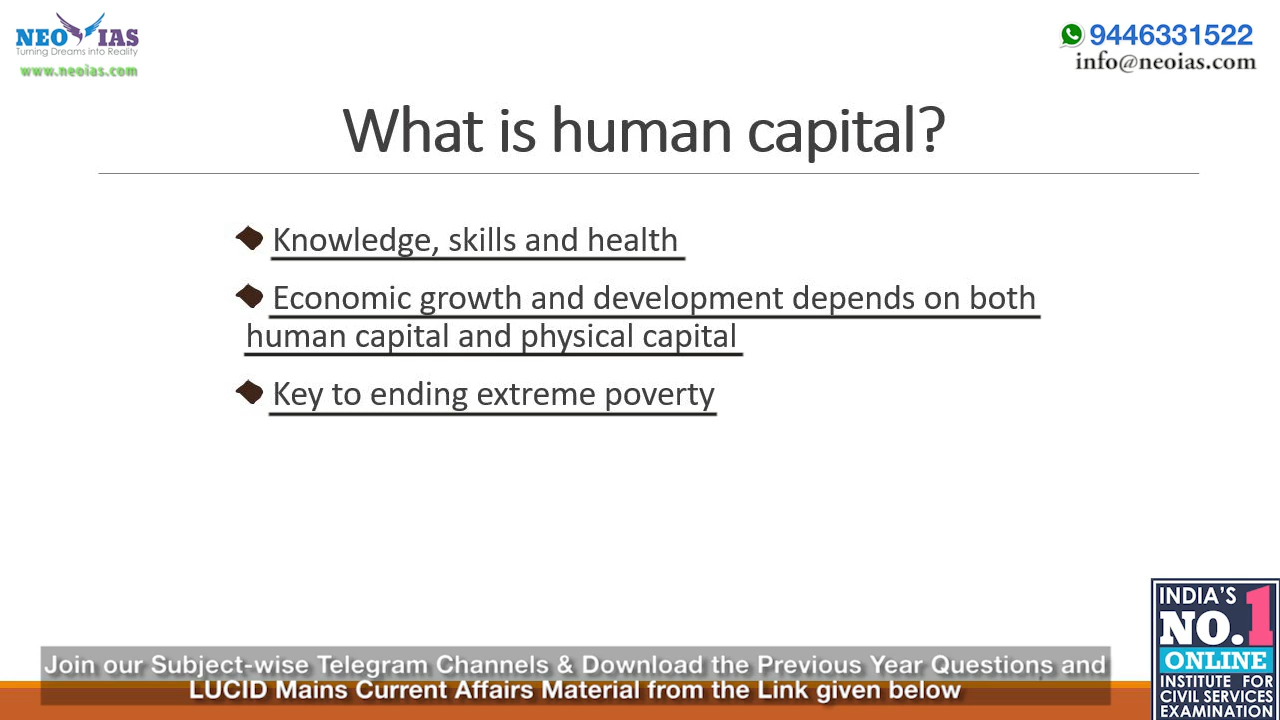 NEO IAS
Turning Dreams into Reality
www.neoias.com
9446331522
info@neoias.com
What is human capital?
Knowledge, skills and health
Economic growth and development depends on both
human capital and physical capital
Key to ending extreme poverty
INDIA'S
NO.1
ONLINE
INSTITUTE FOR
CIVIL SERVICES
EXAMINATION
Join our Subject-wise Telegram Channels & Download the Previous Year Questions and
LUCID Mains Current Affairs Material from the Link given below